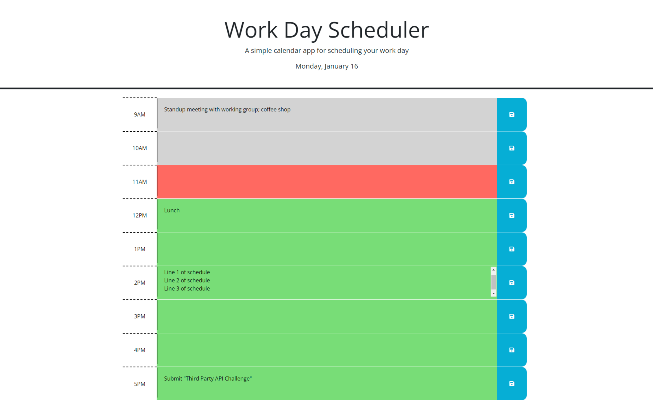 Work Day Scheduler
A simple calendar app for scheduling your work day
Monday, January 16
9AM
Standup meeting with working group; coffee shop
10AM
11AM
12PM
Lunch
1PM
2PM
Line 1 of schedule
Line 2 of schedule
Line 3 of schedule
3PM
4PM
5PM
Submit "Third Party API Challenge"